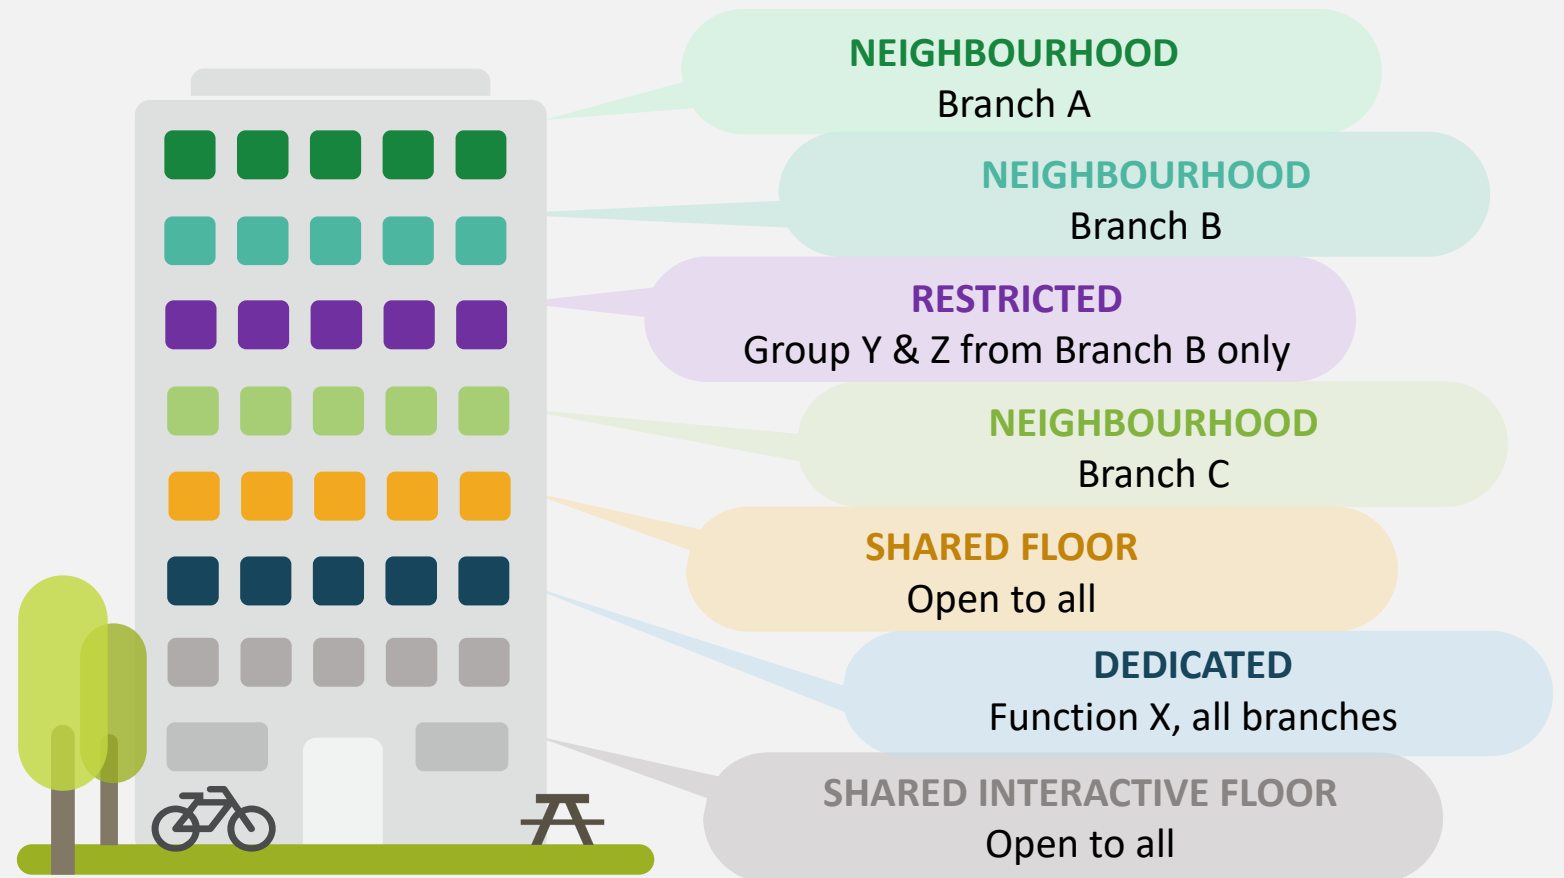 NEIGHBOURHOOD
Branch A
NEIGHBOURHOOD
Branch B
RESTRICTED
Group Y & Z from Branch B only
NEIGHBOURHOOD
Branch C
SHARED FLOOR
Open to all
DEDICATED
Function X, all branches
SHARED INTERACTIVE FLOOR
Open to all